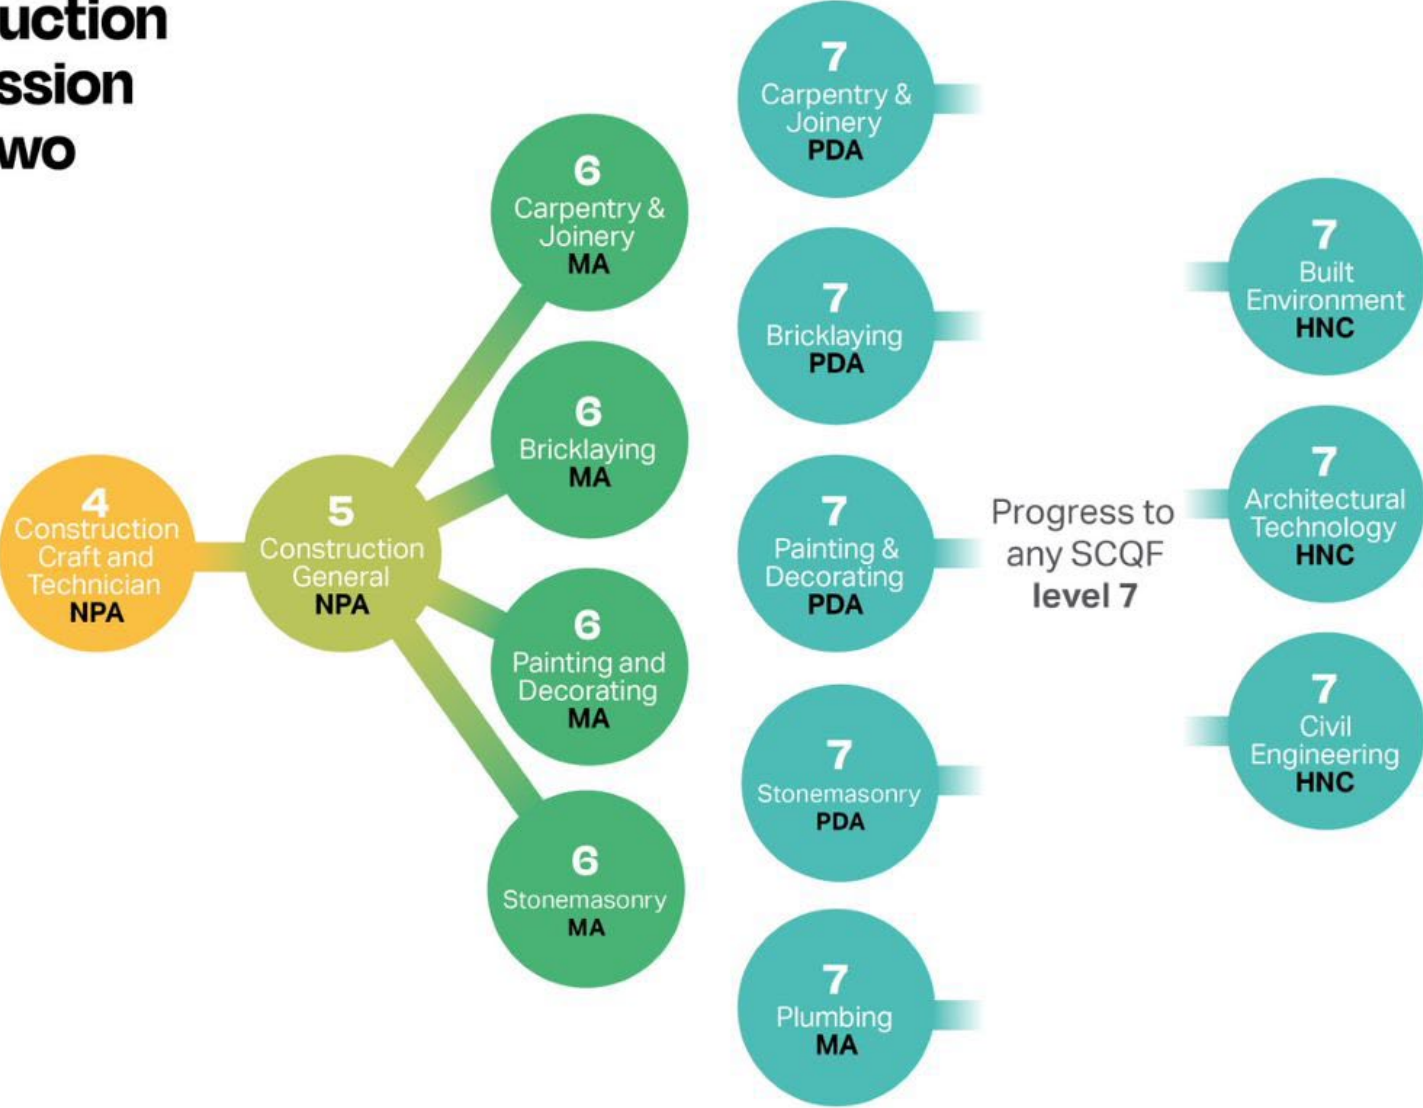 uction
ssion
wo
4
Construction
Craft and
Technician
NPA
5
Construction
General
NPA
6
Carpentry &
Joinery
MA
6
Bricklaying
MA
6
Painting and
Decorating
MA
6
Stonemasonry
MA
7
Carpentry &
Joinery
PDA
7
Bricklaying
PDA
7
Painting &
Decorating
PDA
7
Stonemasonry
PDA
7
Plumbing
MA
Progress to
any SCQF
level 7
7
Built
Environment
HNC
7
Architectural
Technology
HNC
7
Civil
Engineering
HNC